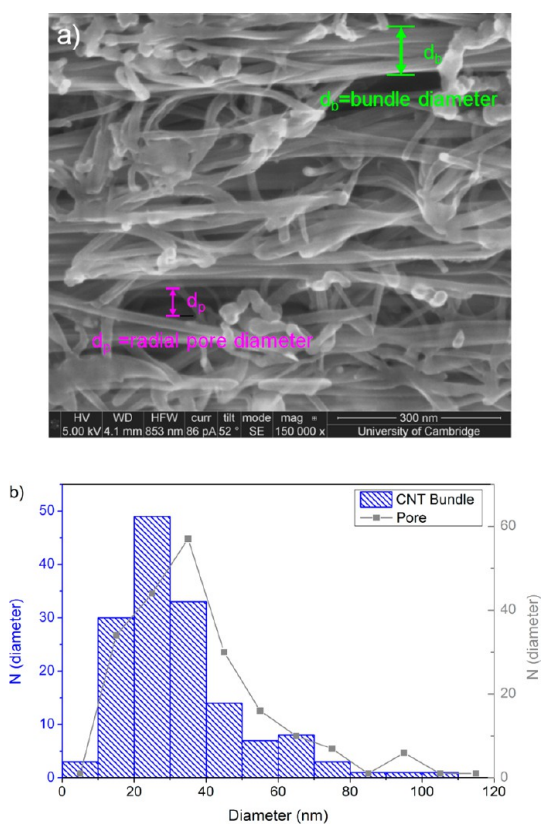 a)
d_b
d_b=bundle diameter
d_p
d_p =radial pore diameter
HV WD HFW curr tilt mode mag ¤ 300 nm
5.00 kV 4.1 mm 853 nm 86 pA 52 ° SE 150 000 x University of Cambridge
b)
CNT Bundle
Pore
N (diameter)
50
40
30
20
10
0
60
40
20
0
N (diameter)
0 20 40 60 80 100 120
Diameter (nm)